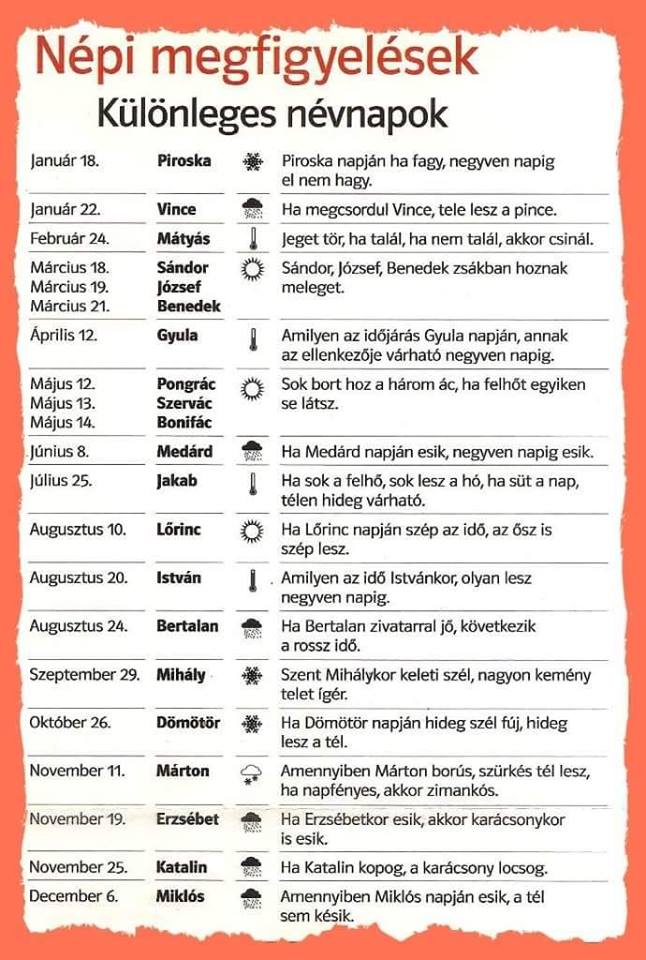 Népi megfigyelések
Különleges névnapok
Január 18. Piroska Piroska napján ha fagy, negyven napig
el nem hagy.
Január 22. Vince Ha megcsordul Vince, tele lesz a pince.
Február 24. Mátyás Jeget tör, ha talál, ha nem talál, akkor csinál.
Március 18. Sándor Sándor, József, Benedek zsákban hoznak
Március 19. József meleget.
Március 21. Benedek
Április 12. Gyula Amilyen az időjárás Gyula napján, annak
az ellenkezője várható negyven napig.
Május 12. Pongrác Sok bort hoz a három ác, ha felhőt egyiken
Május 13. Szervác se látsz.
Május 14. Bonifác
Június 8. Medárd Ha Medárd napján esik, negyven napig esik.
Július 25. Jakab Ha sok a felhő, sok lesz a hó, ha süt a nap,
télen hideg várható.
Augusztus 10. Lőrinc Ha Lőrinc napján szép az idő, az ősz is
szép lesz.
Augusztus 20. István Amilyen az idő Istvánkor, olyan lesz
negyven napig.
Augusztus 24. Bertalan Ha Bertalan zivatarral jő, következik
a rossz idő.
Szeptember 29. Mihály Szent Mihálykor keleti szél, nagyon kemény
telet ígér.
Október 26. Dömötör Ha Dömötör napján hideg szél fúj, hideg
lesz a tél.
November 11. Márton Amennyiben Márton borús, szürkés tél lesz,
ha napfényes, akkor zimankós.
November 19. Erzsébet Ha Erzsébetkor esik, akkor karácsonykor
is esik.
November 25. Katalin Ha Katalin kopog, a karácsony locsog.
December 6. Miklós Amennyiben Miklós napján esik, a tél
sem késik.